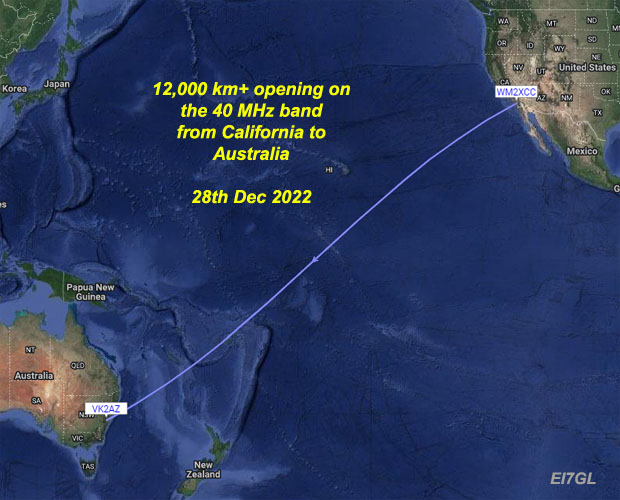 WA
MT
ND
OR
ID
SD
WY
NE
NV
UT
United States
CA
WM2XCC
AZ
NM
OK
TX
Korea
Japan
12,000 km+ opening on
the 40 MHz band
from California to
Australia
28th Dec 2022
Mexico
HI
G
es
Papua New
Guinea
NT
QLD
Australia
SA
VK2AZ
NSW
VIC
TAS
New
Zealand
EI7GL